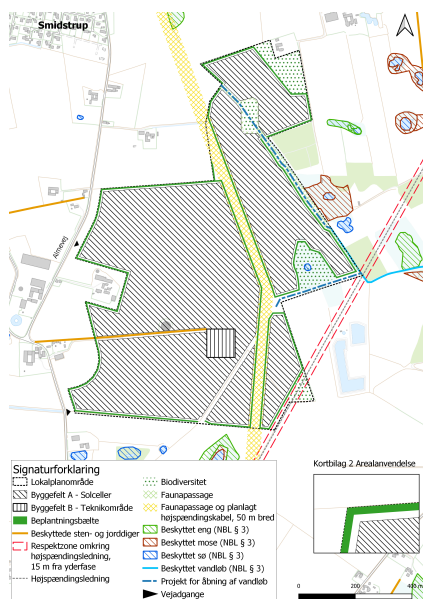 Smidstrup
Almevej
Signaturforklaring
Lokalplanområde
Byggefelt A - Solceller
Byggefelt B - Teknikområde
Beplantningsbælte
Beskyttede sten- og jorddiger
Respektzone omkring
højspændingsledning,
15 m fra yderfase
Højspændingsledning
Biodiversitet
Faunapassage
Faunapassage og planlagt
højspændingskabel, 50 m bred
Beskyttet eng (NBL § 3)
Beskyttet mose (NBL § 3)
Beskyttet sø (NBL § 3)
Beskyttet vandløb (NBL § 3)
Projekt for åbning af vandløb
Vejadgange
Kortbilag 2 Arealanvendelse
0 200 400 m